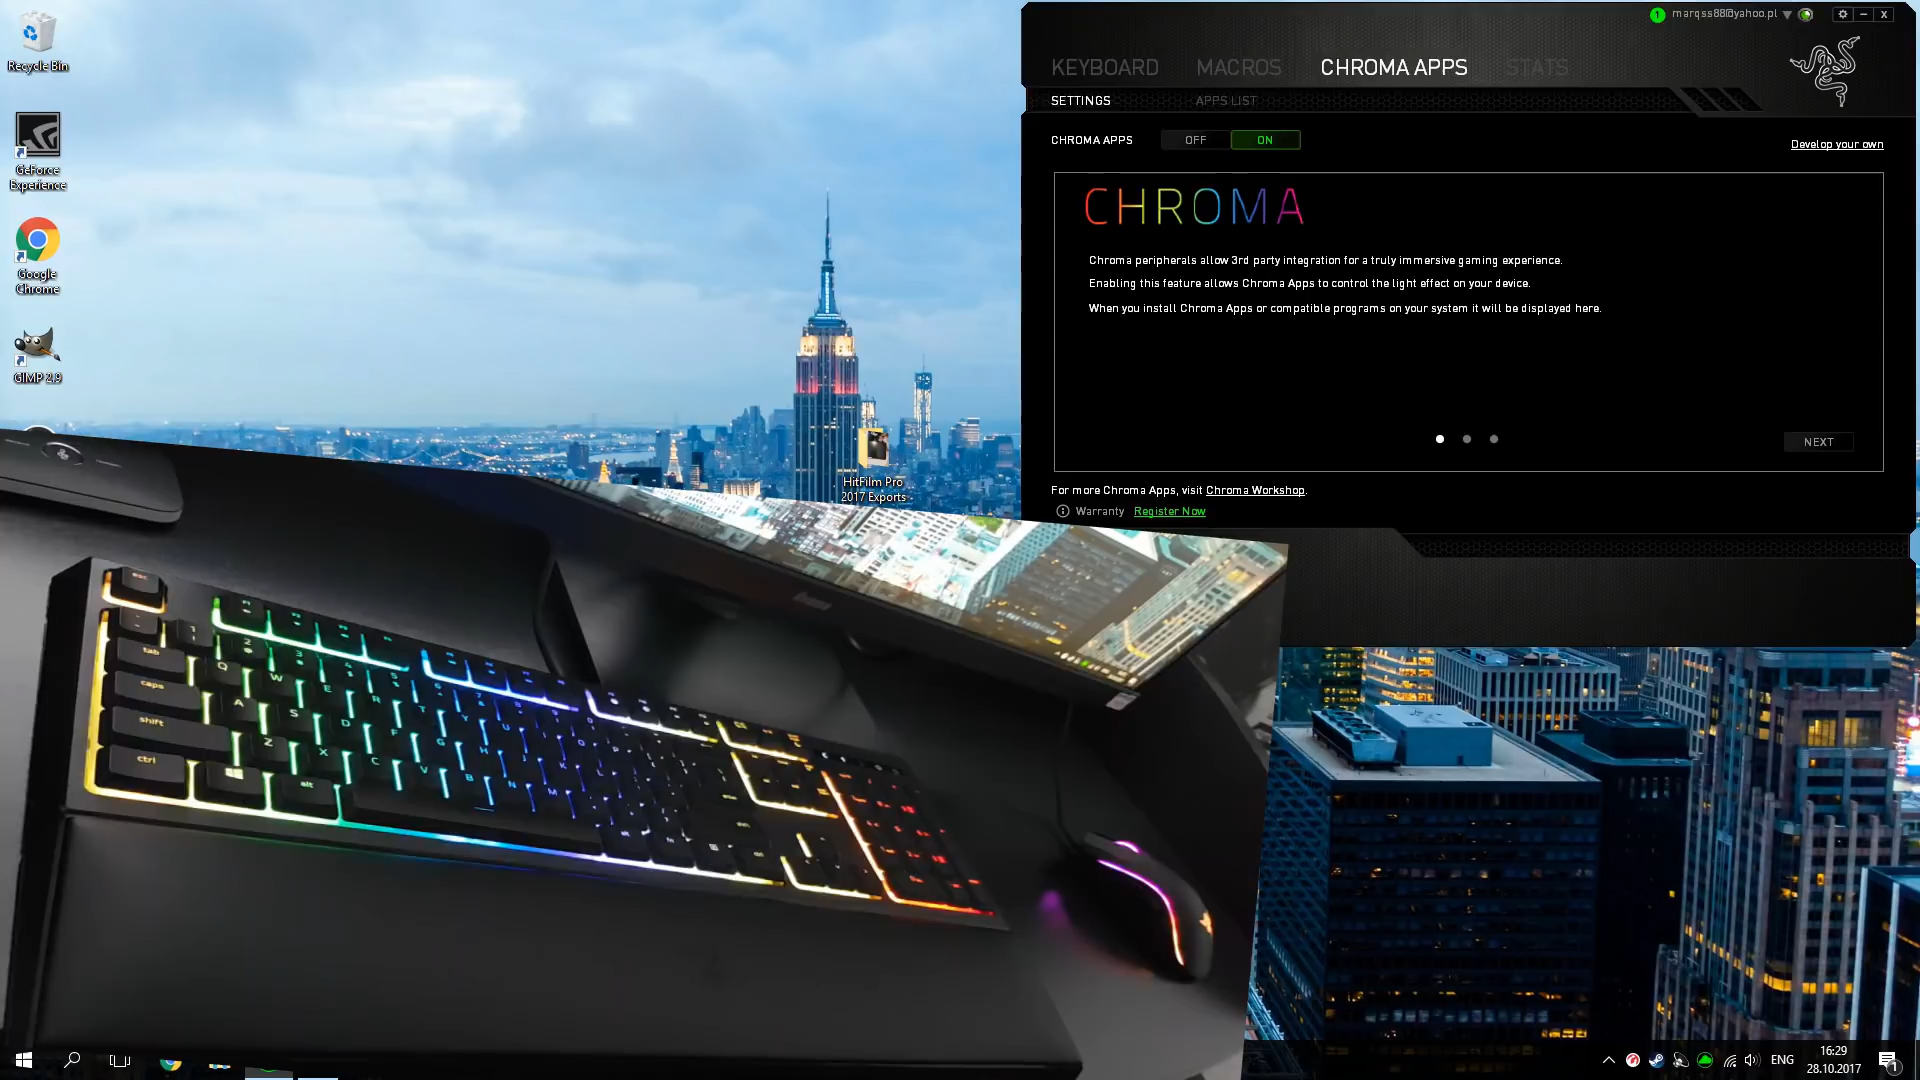 Recycle Bin
GeForce
Experience
Google
Chrome
GIMP 2.9
HitFilm Pro
2017 Exports
1 marqss88@yahoo.pl
X
KEYBOARD MACROS CHROMA APPS STATS
SETTINGS APPS LIST
CHROMA APPS OFF ON
Develop your own
CHROMA
Chroma peripherals allow 3rd party integration for a truly immersive gaming experience.
Enabling this feature allows Chroma Apps to control the light effect on your device.
When you install Chroma Apps or compatible programs on your system it will be displayed here.
NEXT
For more Chroma Apps, visit Chroma Workshop.
Warranty Register Now
esc
tab
caps
shift
ctrl
alt
Q W E R T Y U
A S D F G H J K L
Z X C V B N M
ENG
16:29
28.10.2017
1